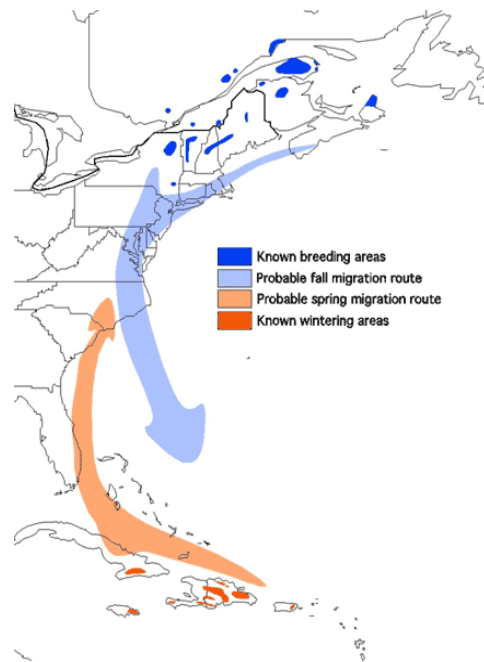 Known breeding areas
Probable fall migration route
Probable spring migration route
Known wintering areas